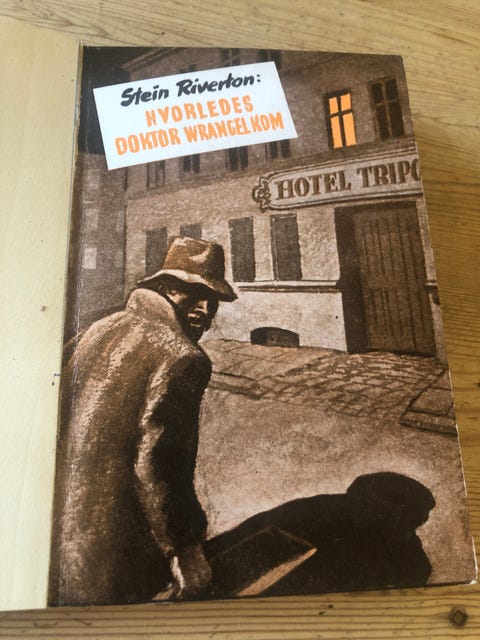 Stein Riverton:
HVORLEDES
DOKTOR WRANGEL KOM
HOTEL TRIPO